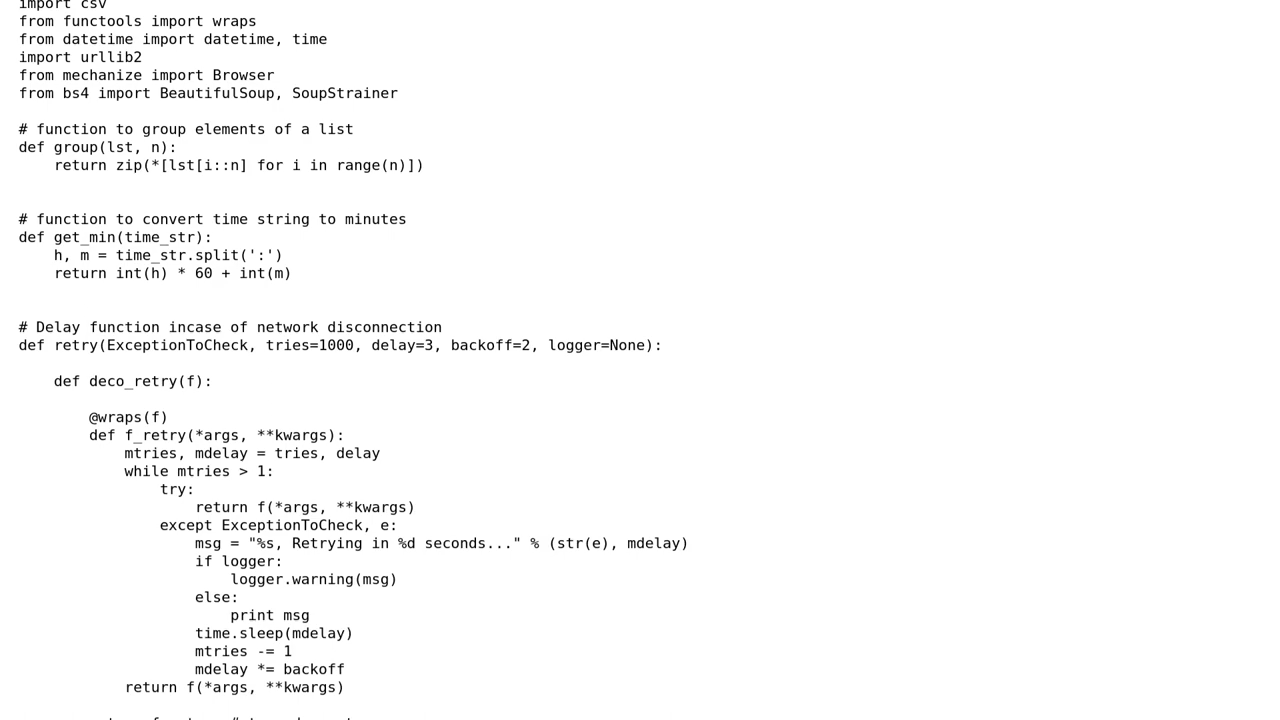 import csv
from functools import wraps
from datetime import datetime, time
import urllib2
from mechanize import Browser
from bs4 import BeautifulSoup, SoupStrainer

# function to group elements of a list
def group(lst, n):
    return zip(*[lst[i::n] for i in range(n)])


# function to convert time string to minutes
def get_min(time_str):
    h, m = time_str.split(':')
    return int(h) * 60 + int(m)


# Delay function incase of network disconnection
def retry(ExceptionToCheck, tries=1000, delay=3, backoff=2, logger=None):

    def deco_retry(f):

        @wraps(f)
        def f_retry(*args, **kwargs):
            mtries, mdelay = tries, delay
            while mtries > 1:
                try:
                    return f(*args, **kwargs)
                except ExceptionToCheck, e:
                    msg = "%s, Retrying in %d seconds..." % (str(e), mdelay)
                    if logger:
                        logger.warning(msg)
                    else:
                        print msg
                    time.sleep(mdelay)
                    mtries -= 1
                    mdelay *= backoff
            return f(*args, **kwargs)